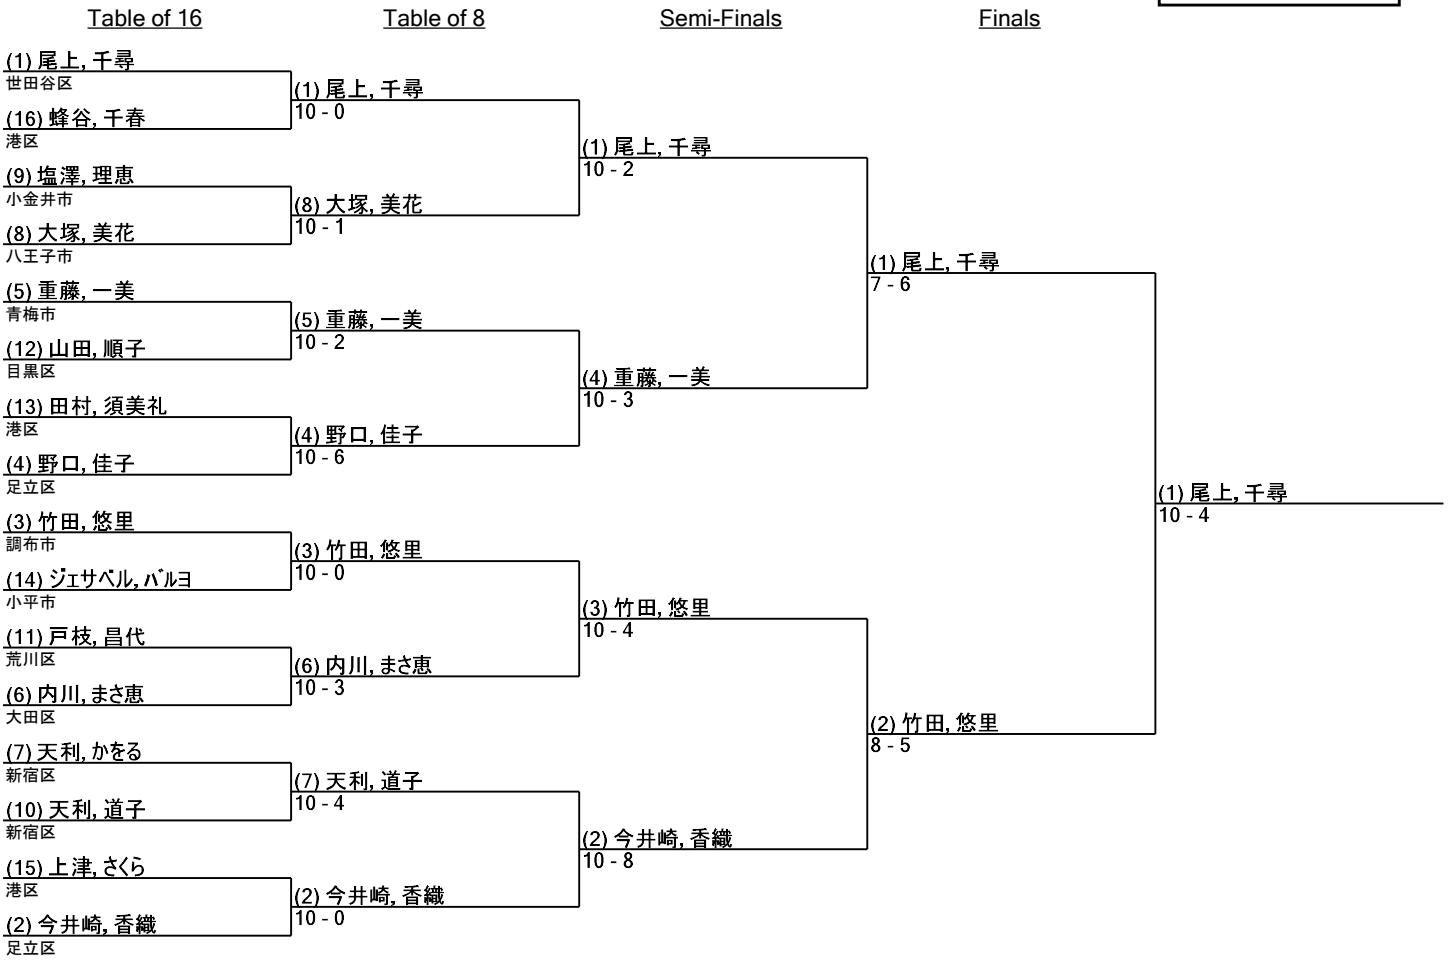 Table of 16
Table of 8
Semi-Finals
Finals
(1) 尾上, 千尋
世田谷区
(16) 蜂谷, 千春
港区
(9) 塩澤, 理恵
小金井市
(8) 大塚, 美花
八王子市
(5) 重藤, 一美
青梅市
(12) 山田, 順子
目黒区
(13) 田村, 須美礼
港区
(4) 野口, 佳子
足立区
(3) 竹田, 悠里
調布市
(14) ジェサベル, バルヨ
小平市
(11) 戸枝, 昌代
荒川区
(6) 内川, まさ恵
大田区
(7) 天利, かをる
新宿区
(10) 天利, 道子
新宿区
(15) 上津, さくら
港区
(2) 今井崎, 香織
足立区
(1) 尾上, 千尋
10 - 0
(8) 大塚, 美花
10 - 1
(5) 重藤, 一美
10 - 2
(4) 野口, 佳子
10 - 6
(3) 竹田, 悠里
10 - 0
(6) 内川, まさ恵
10 - 3
(7) 天利, 道子
10 - 4
(2) 今井崎, 香織
10 - 0
(1) 尾上, 千尋
10 - 2
(4) 重藤, 一美
10 - 3
(3) 竹田, 悠里
10 - 4
(2) 今井崎, 香織
10 - 8
(1) 尾上, 千尋
7 - 6
(2) 竹田, 悠里
8 - 5
(1) 尾上, 千尋
10 - 4